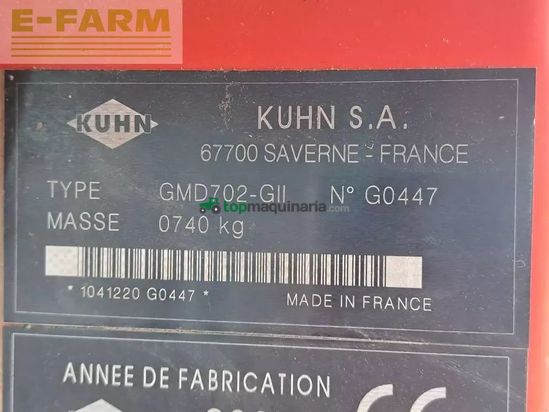 E-FARM
KUHN
KUHN S.A.
67700 SAVERNE - FRANCE
TYPE GMD702-GII N° G0447
topmaquinaria.com
MASSE 0740 kg
* 1041220 G0447 *
MADE IN FRANCE
ANNEE DE FABRICATION
CE